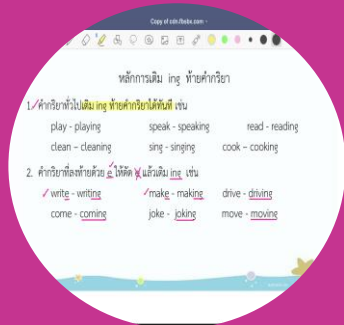 Copy of cdn.fbsbx.com -
หลักการเติม ing ท้ายคำกริยา
1. คำกริยาทั่วไปเติม ing ท้ายคำกริยาได้ทันที เช่น
play - playing speak - speaking read - reading
clean – cleaning sing - singing cook – cooking
2. คำกริยาที่ลงท้ายด้วย e ให้ตัด e แล้วเติม ing เช่น
write - writing make - making drive - driving
come - coming joke - joking move - moving